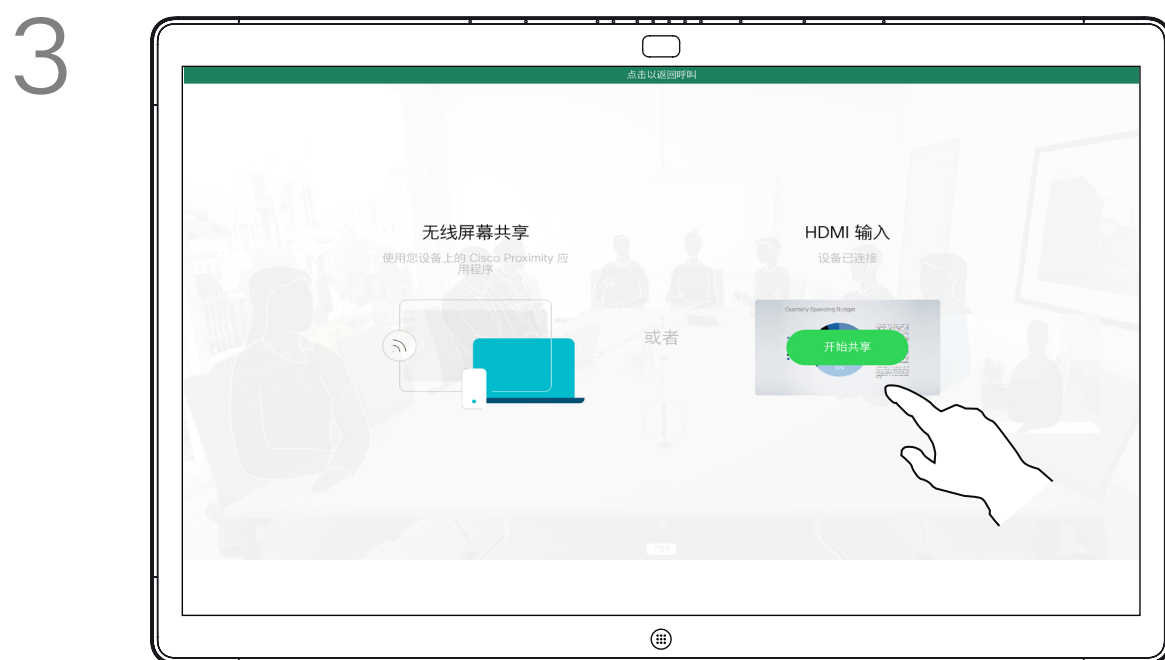 3
点击以返回呼叫
无线屏幕共享
使用您设备上的 Cisco Proximity 应
用程序
或者
HDMI 输入
设备已连接
Quarterly Spending Budget
开始共享